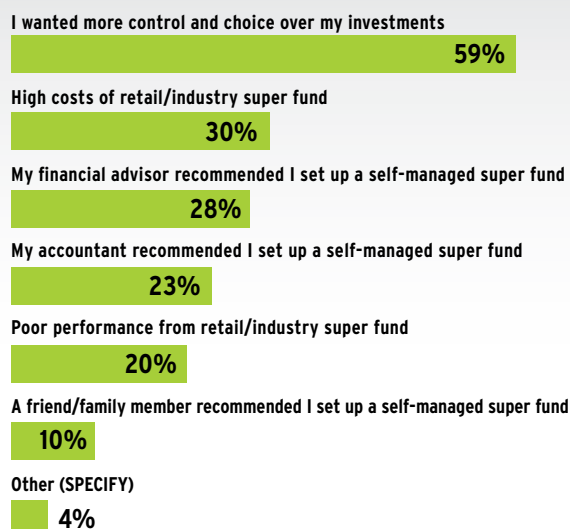 I wanted more control and choice over my investments
59%
High costs of retail/industry super fund
30%
My financial advisor recommended I set up a self-managed super fund
28%
My accountant recommended I set up a self-managed super fund
23%
Poor performance from retail/industry super fund
20%
A friend/family member recommended I set up a self-managed super fund
10%
Other (SPECIFY)
4%